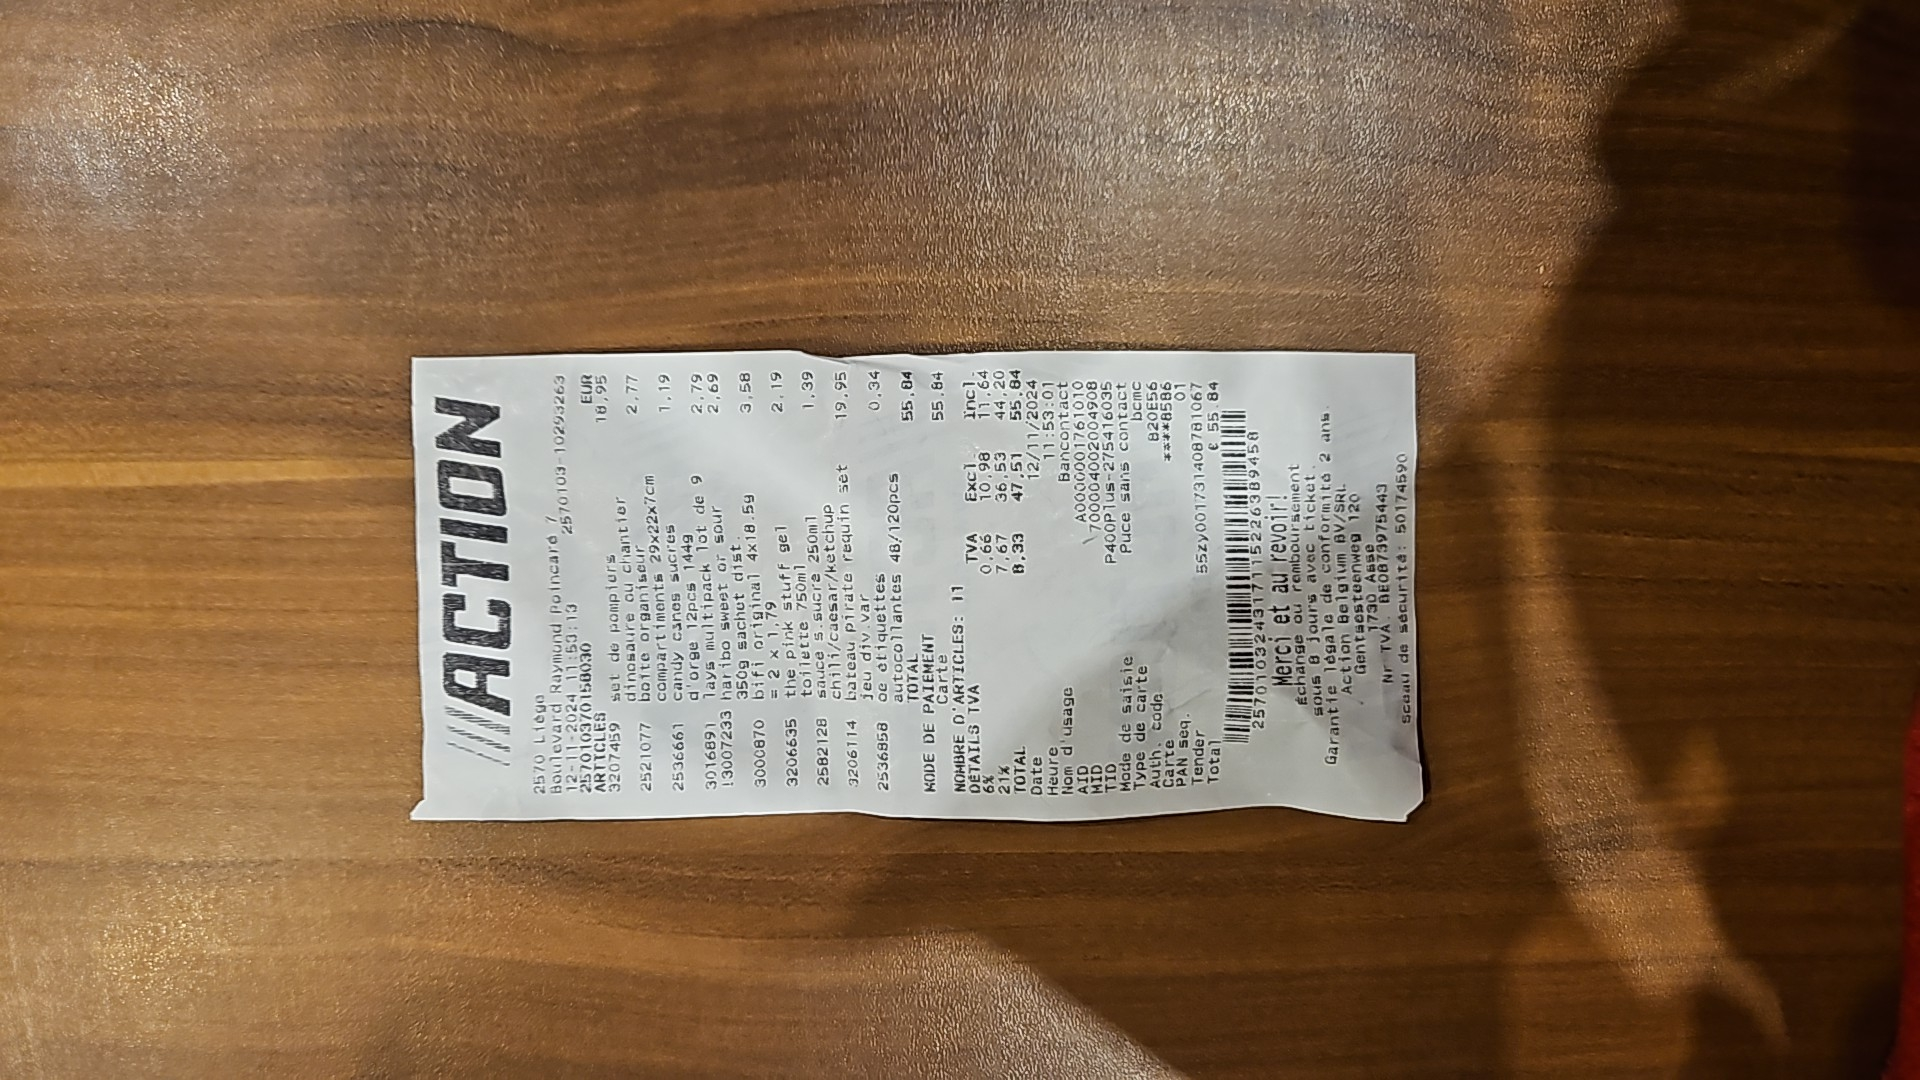 ACTION
2570 Liège
Boulevard Raymond Poincaré 7
12-11-2024 11:53:13 2570103-10293263
2570103701158030
ARTICLES EUR
3207459 set de pompiers 18,95
dinosaure ou chantier
2521077 boîte organiseur 2,77
compartiments 29x22x7cm
2536661 candy canes sucres 1,19
d'orge 12pcs 144g
3016891 lays multipack lot de 9 2,79
!3007233 haribo sweet or sour 2,69
350g sachet dist.
3000870 bifi original 4x18.5g 3,58
= 2 x 1,79
3206635 the pink stuff gel 2,19
toilette 750ml
2582128 sauce s.sucre 250ml 1,39
chili/caesar/ketchup
3206114 bateau pirate requin set 19,95
jeu div.var
2536858 de étiquettes 0,34
autocollantes 48/120pcs
TOTAL 55,84
MODE DE PAIEMENT
Carte 55,84
NOMBRE D'ARTICLES: 11
DÉTAILS TVA TVA Excl. Incl.
6% 0,66 10,98 11,64
21% 7,67 36,53 44,20
TOTAL 8,33 47,51 55,84
Date 12/11/2024
Heure 11:53:01
Nom d'usage Bancontact
AID A0000001761010
MID \700004002004908
TID P400Plus-275416035
Mode de saisie Puce sans contact
Type de carte bcmc
Auth. code B20E56
Carte ****8586
PAN seq. 01
Tender 55zy001731408781067
Total € 55,84
257010324317115226389458
Merci et au revoir!
Échange ou remboursement
sous 8 jours avec ticket.
Garantie légale de conformité 2 ans.
Action Belgium BV/SRL
Gentsesteenweg 120
1730 Asse
Nr TVA. BE0873975443
Sceau de sécurité: 50174590